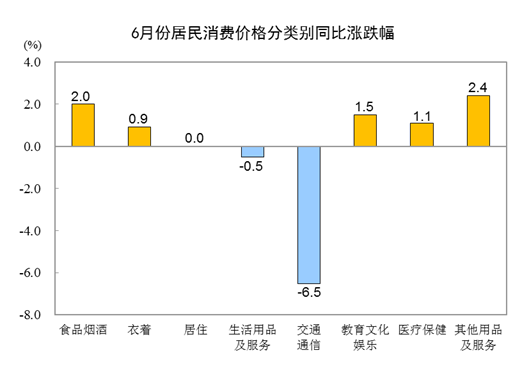 6月份居民消费价格分类别同比涨跌幅
(%)
4.0
2.0
0.0
-2.0
-4.0
-6.0
-8.0
2.0
0.9
0.0
-0.5
-6.5
1.5
1.1
2.4
食品烟酒
衣着
居住
生活用品
及服务
交通
通信
教育文化
娱乐
医疗保健
其他用品
及服务